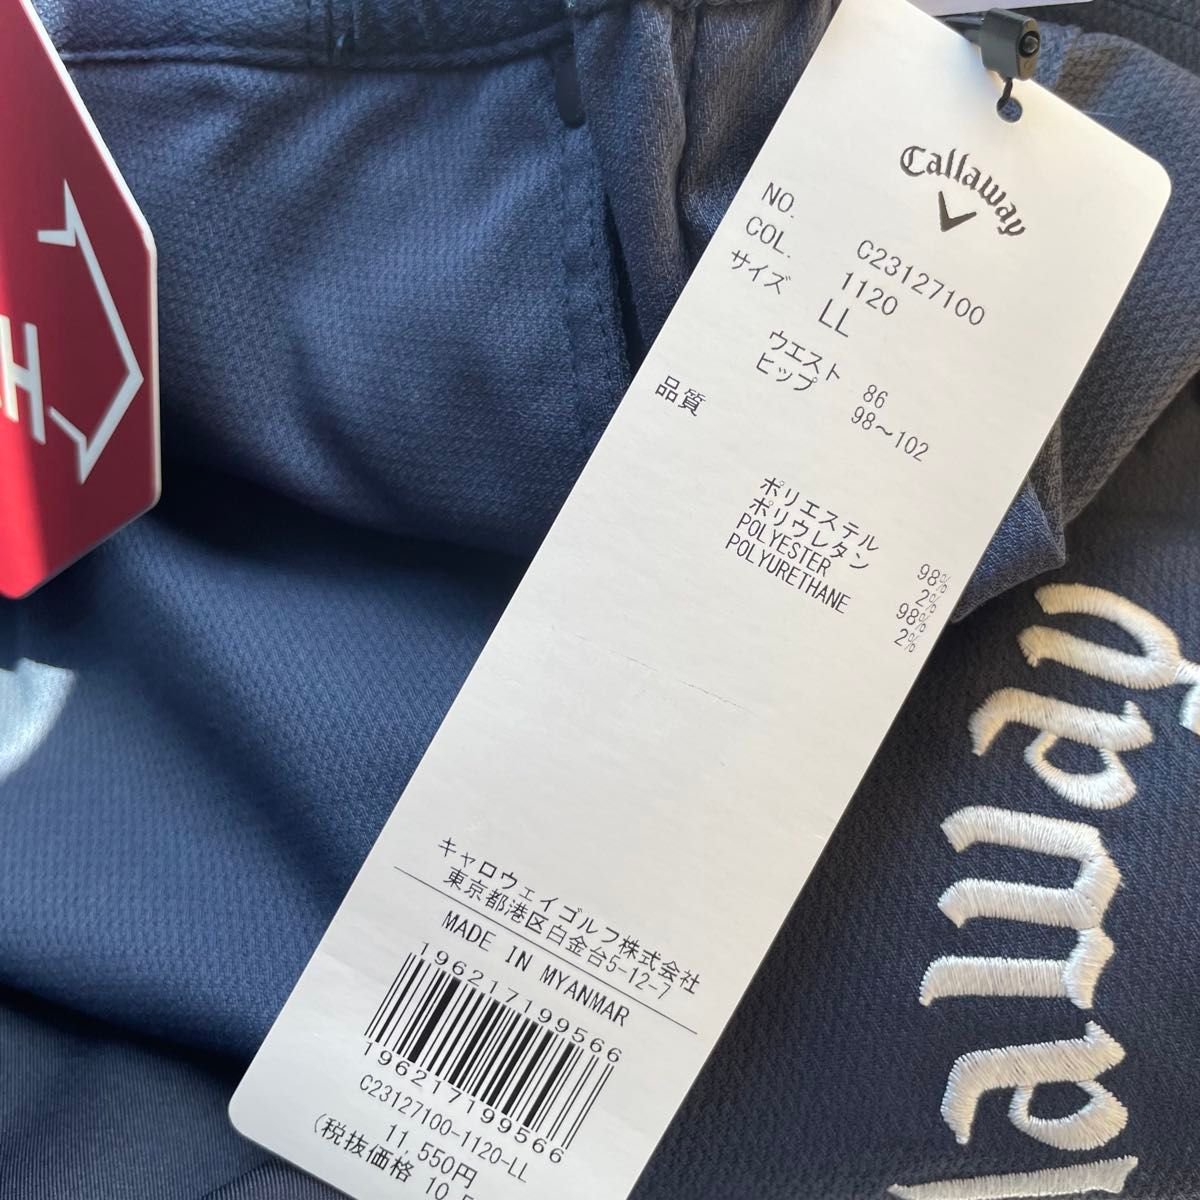 Callaway
NO. C23127100
COL. 1120
サイズ LL
ウエスト 86
ヒップ 98〜102
品質
ポリエステル 98%
ポリウレタン 2%
POLYESTER 98%
POLYURETHANE 2%
キャロウェイゴルフ株式会社
東京都港区白金台5-12-7
MADE IN MYANMAR
196217199566
196217199566
C23127100-1120-LL
11,550円
(税抜価格 10,5
H
laway